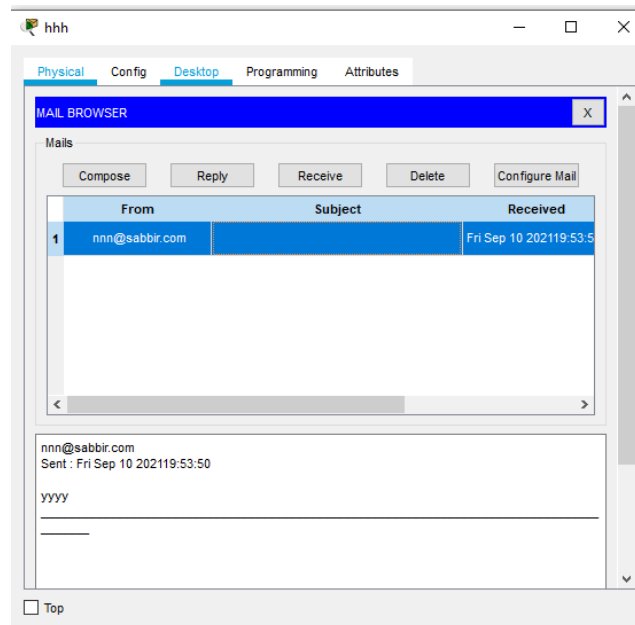 hhh
Physical Config Desktop Programming Attributes
MAIL BROWSER X
Mails
Compose Reply Receive Delete Configure Mail
From Subject Received
1 nnn@sabbir.com Fri Sep 10 202119:53:5
nnn@sabbir.com
Sent : Fri Sep 10 202119:53:50
yyyy
Top